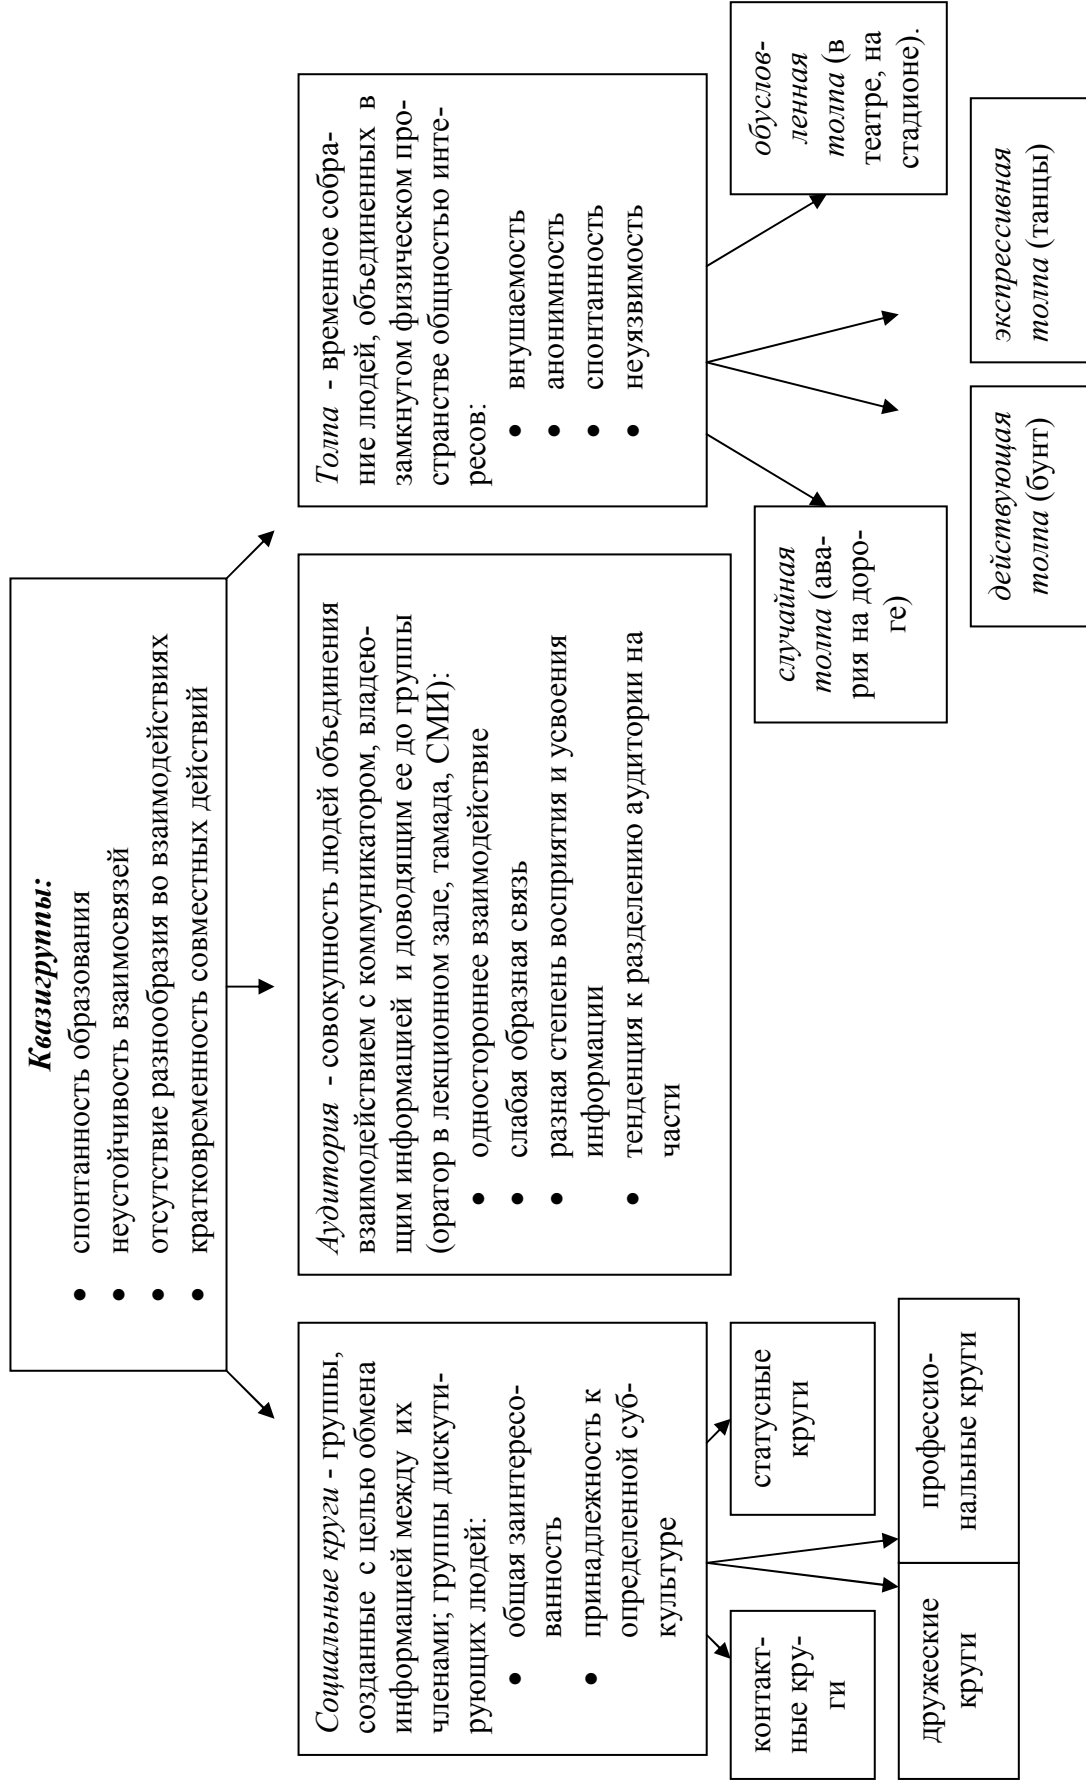 Квазигруппы:
• спонтанность образования
• неустойчивость взаимосвязей
• отсутствие разнообразия во взаимодействиях
• кратковременность совместных действий
Социальные круги - группы,
созданные с целью обмена
информацией между их
членами; группы дискути-
рующих людей:
• общая заинтересо-
ванность
• принадлежность к
определенной суб-
культуре
контакт-
ные кру-
ги
статусные
круги
дружеские
круги
профессио-
нальные круги
Аудитория - совокупность людей объединения
взаимодействием с коммуникатором, владею-
щим информацией и доводящим ее до группы
(оратор в лекционном зале, тамада, СМИ):
• одностороннее взаимодействие
• слабая образная связь
• разная степень восприятия и усвоения
информации
• тенденция к разделению аудитории на
части
Толпа - временное собра-
ние людей, объединенных в
замкнутом физическом про-
странстве общностью инте-
ресов:
• внушаемость
• анонимность
• спонтанность
• неуязвимость
случайная
толпа (ава-
рия на доро-
ге)
обуслов-
ленная
толпа (в
театре, на
стадионе).
действующая
толпа (бунт)
экспрессивная
толпа (танцы)